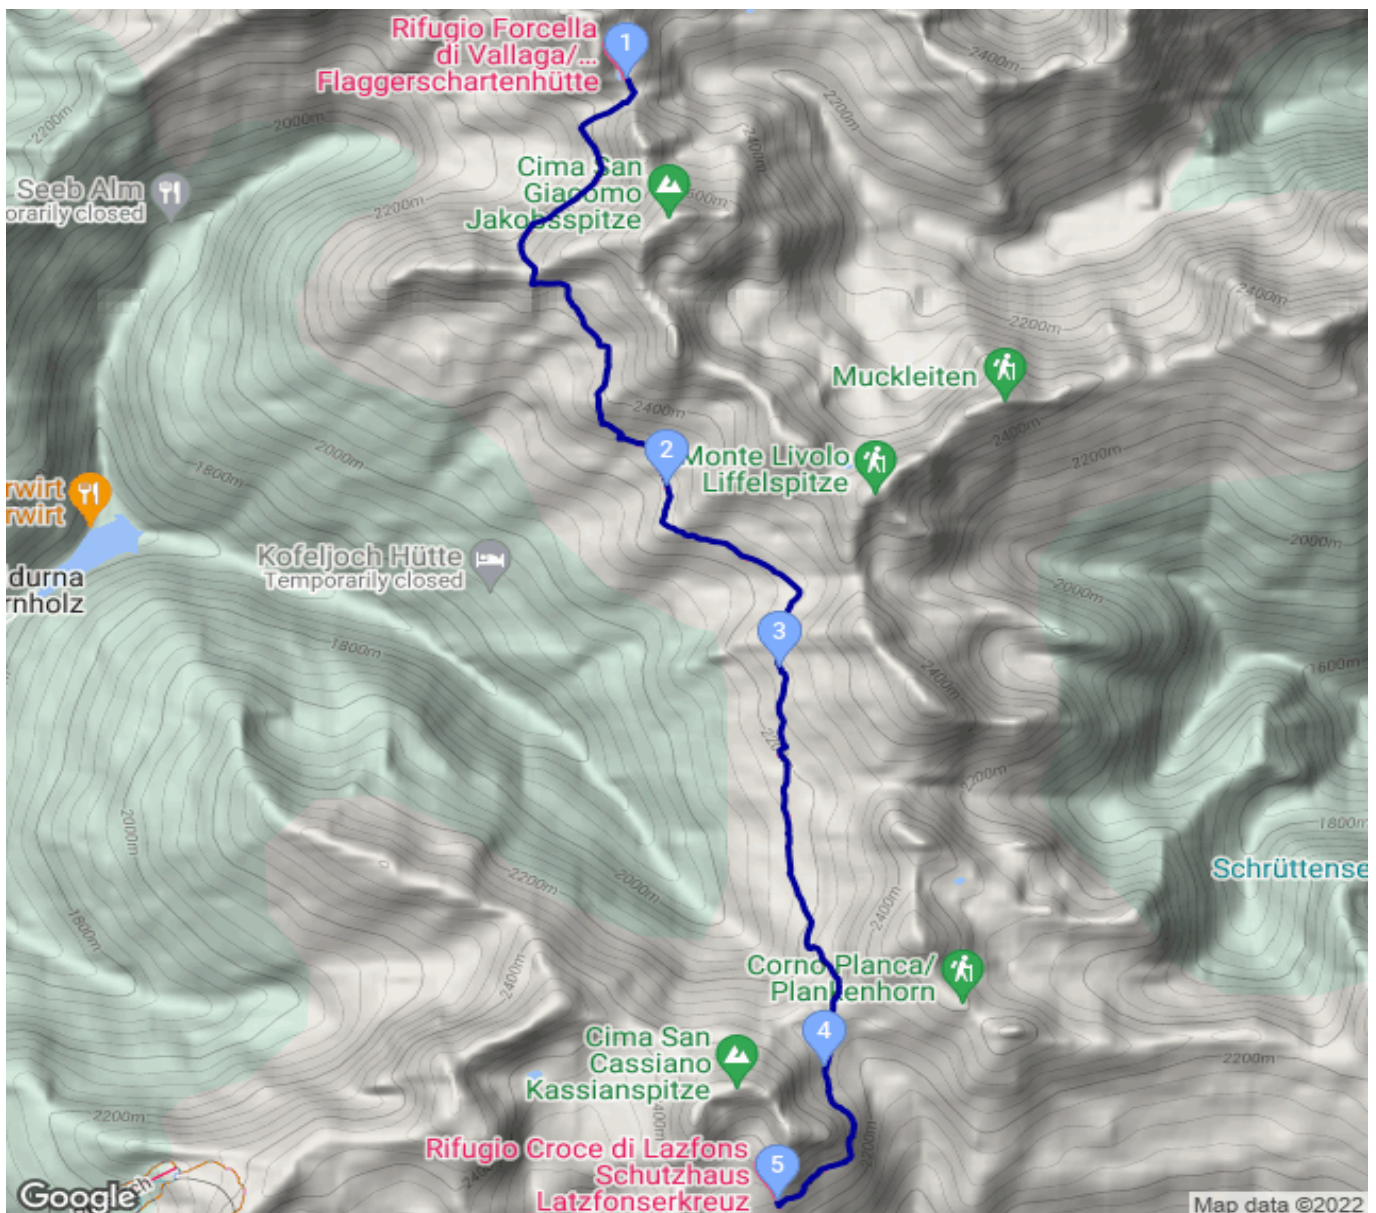 Rifugio Forcella
di Vallaga/...
Flaggerschartenhütte
1
2200m
2400m
2000m
2200m
2400m
Seeb Alm
orarily closed
2200m
Cima San
Giacomo
Jakobsspitze
2400m
2200m
Muckleiten
2400m
2400m
2200m
2
Monte Livolo
Liffelspitze
2000m
1800m
rwirt
rwirt
2000m
Kofeljoch Hütte
Temporarily closed
durna
rnholz
2000m
3
1800m
2400m
1600m
2200m
2000m
1800m
Schrüttense
2200m
2000m
2400m
1800m
2400m
Corno Planca/
Plankenhorn
4
Cima San
Cassiano
Kassianspitze
2200m
2200m
2200m
Rifugio Croce di Lazfons
Schutzhaus
Latzfonserkreuz
5
Google
Map data ©2022